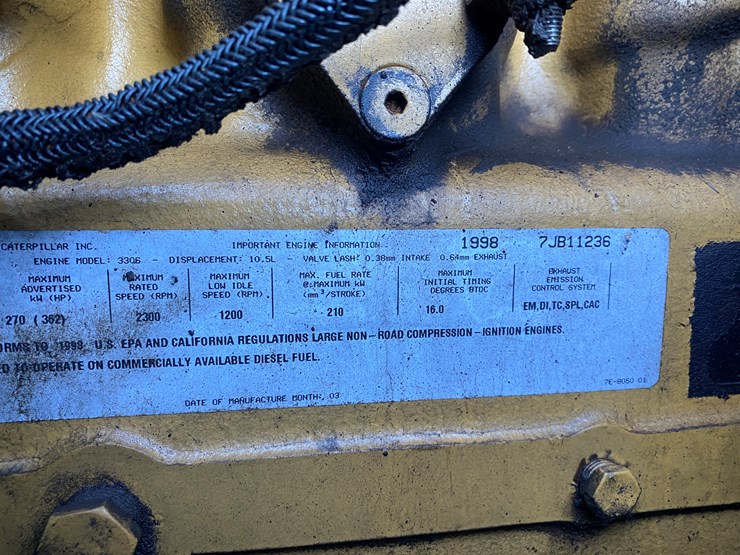 CATERPILLAR INC. IMPORTANT ENGINE INFORMATION 1998 7JB11236
ENGINE MODEL: 3306 - DISPLACEMENT: 10.5L - VALVE LASH: 0.38mm INTAKE 0.64mm EXHAUST
MAXIMUM ADVERTISED kW (HP)
MAXIMUM RATED SPEED (RPM)
MAXIMUM LOW IDLE SPEED (RPM)
MAX. FUEL RATE @:MAXIMUM kW (mm³/STROKE)
MAXIMUM INITIAL TIMING DEGREES BTDC
EXHAUST EMISSION CONTROL SYSTEM
270 (362) 2300 1200 210 16.0 EM,DI,TC,SPL,CAC
ORMS TO 1998 U.S. EPA AND CALIFORNIA REGULATIONS LARGE NON-ROAD COMPRESSION-IGNITION ENGINES.
ED TO OPERATE ON COMMERCIALLY AVAILABLE DIESEL FUEL.
7E-8050 01
DATE OF MANUFACTURE MONTH: 03